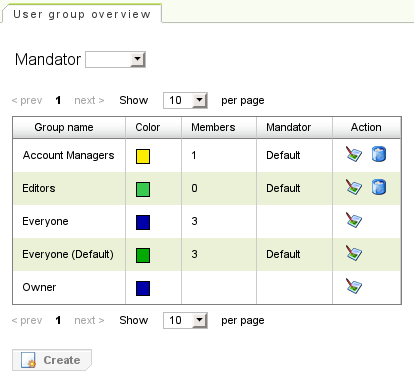 User group overview
Mandator
< prev 1 next > Show 10 per page
Group name Color Members Mandator Action
Account Managers 1 Default
Editors 0 Default
Everyone 3
Everyone (Default) 3 Default
Owner
< prev 1 next > Show 10 per page
Create